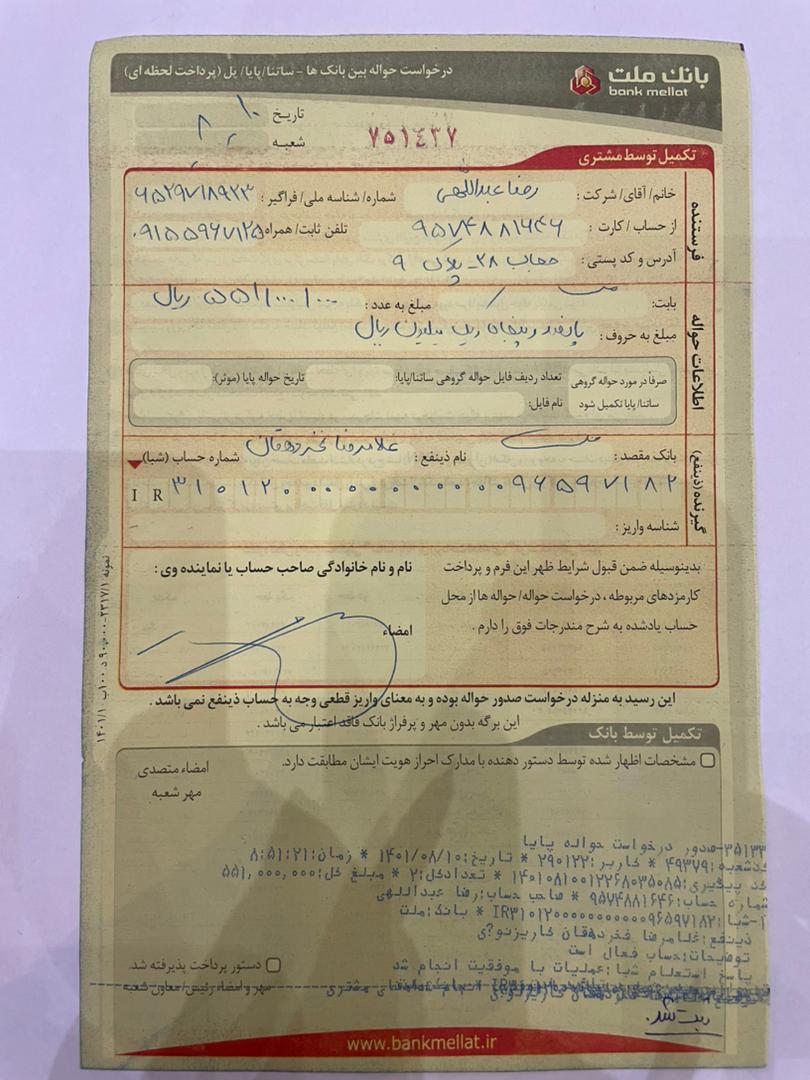 بانک ملت
bank mellat
درخواست حواله بین بانک ها - ساتنا/پایا/ پل (پرداخت لحظه ای)
تاریخ ۱۰
شعبه ۸
۷۵۱۴۳۷
تکمیل توسط مشتری
فرستنده
خانم/ آقای/ شرکت : رضا عبداللهی شماره/ شناسه ملی/ فراگیر : ۶۵۲۹۷۱۸۹۲۳
از حساب / کارت : ۹۵۷۴۸۸۱۶۴۶ تلفن ثابت/ همراه ۰۹۱۵۵۹۶۷۱۲۵
آدرس و کد پستی : ۲۸ - پلاک ۹
اطلاعات حواله
بابت: مبلغ به عدد : ۵۵۱/۰۰۰/۰۰۰ ریال
مبلغ به حروف : پانصد و پنجاه و یک میلیون ریال
صرفاً در مورد حواله گروهی ساتنا/ پایا تکمیل شود
تعداد ردیف فایل حواله گروهی ساتنا/پایا: تاریخ حواله پایا (موثر):
نام فایل:
گیرنده (ذینفع)
بانک مقصد : ملت نام ذینفع : غلامرضا فخردهقان شماره حساب (شبا)
IR ۳۱۰۱۲۰۰۰۰۰۰۰۰۰۰۰۹۶۵۹۷۱۸۲
شناسه واریز :
بدینوسیله ضمن قبول شرایط ظهر این فرم و پرداخت
کارمزدهای مربوطه ، درخواست حواله/ حواله ها از محل
حساب یادشده به شرح مندرجات فوق را دارم .
نام و نام خانوادگی صاحب حساب یا نماینده وی :
امضاء
این رسید به منزله درخواست صدور حواله بوده و به معنای واریز قطعی وجه به حساب ذینفع نمی باشد .
این برگه بدون مهر و پرفراژ بانک فاقد اعتبار می باشد .
تکمیل توسط بانک
مشخصات اظهار شده توسط دستور دهنده با مدارک احراز هویت ایشان مطابقت دارد.
امضاء متصدی
مهر شعبه
۳۵۱۳۳-صدور درخواست حواله پایا
کدشعبه:۴۹۳۷۹ * کاربر:۲۹۰۱۲۲ * تاریخ:۱۴۰۱/۰۸/۱۰ * زمان:۸:۵۱:۲۱
کد پیگیری:۱۴۰۱۰۸۱۰۰۱۲۲۶۸۰۳۵۰۸۵ * تعدادکل:۲ * مبلغ کل:۵۵۱,۰۰۰,۰۰۰
شماره حساب:۹۵۷۴۸۸۱۶۴۶ * صاحب حساب:رضا عبداللهی
۱-شبا:IR۳۱۰۱۲۰۰۰۰۰۰۰۰۰۰۰۹۶۵۹۷۱۸۲ * بانک:ملت
ذینفع:غلامرضا فخردهقان کاریزنو?ی
توضیحات:حساب فعال است
پاسخ استعلام شبا:عملیات با موفقیت انجام شد
دستور پرداخت پذیرفته شد.
مهر و امضاء رئیس/معاون شعبه
www.bankmellat.ir